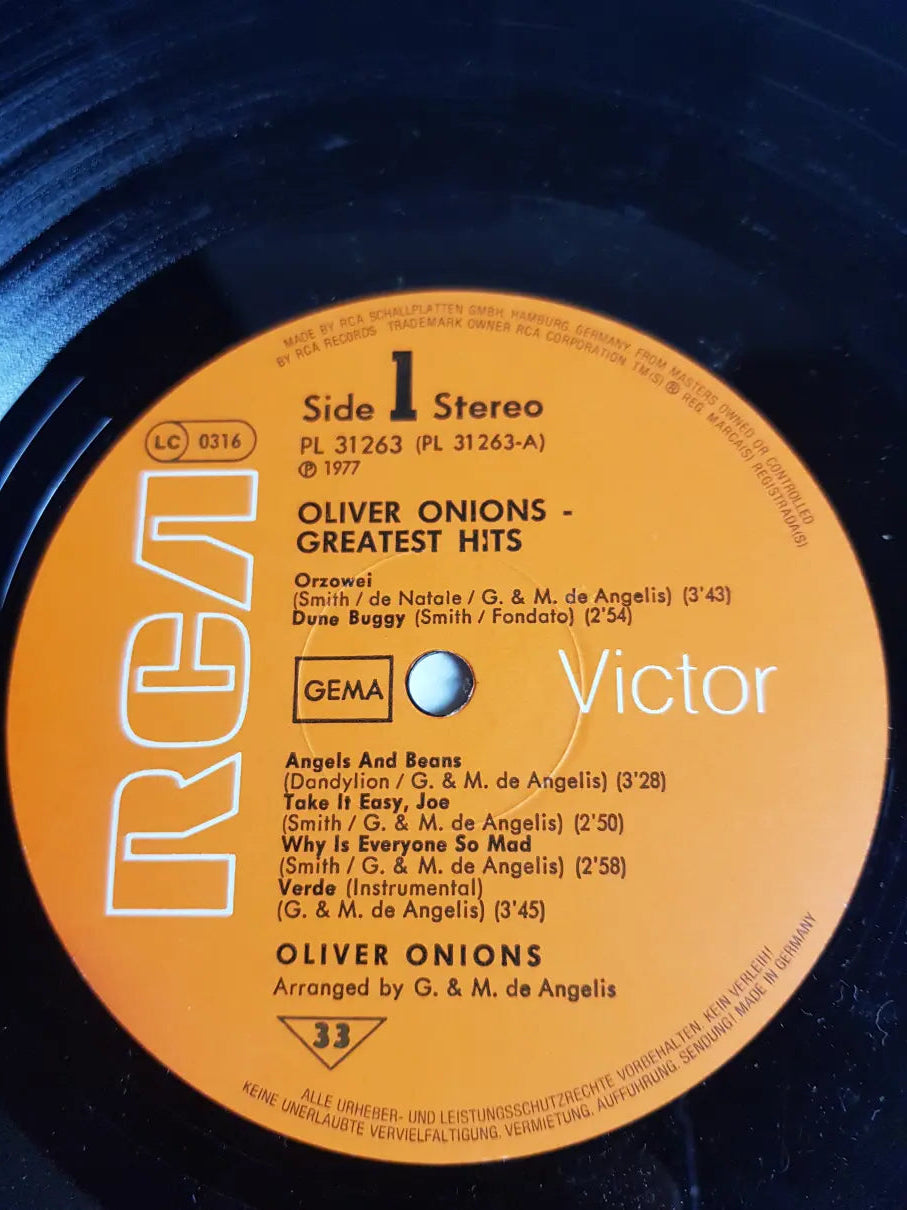 MADE BY RCA SCHALLPLATTEN GMBH, HAMBURG, GERMANY, FROM MASTERS OWNED OR CONTROLLED
BY RCA RECORDS TRADEMARK OWNER RCA CORPORATION TM(S) ® REG. MARCA(S) REGISTRADA(S)
Side 1 Stereo
LC 0316
PL 31263 (PL 31263-A)
℗ 1977
OLIVER ONIONS -
GREATEST HITS
Orzowei
(Smith / de Natale / G. & M. de Angelis) (3'43)
Dune Buggy (Smith / Fondato) (2'54)
RCA
GEMA
Victor
Angels And Beans
(Dandylion / G. & M. de Angelis) (3'28)
Take It Easy, Joe
(Smith / G. & M. de Angelis) (2'50)
Why Is Everyone So Mad
(Smith / G. & M. de Angelis) (2'58)
Verde (Instrumental)
(G. & M. de Angelis) (3'45)
OLIVER ONIONS
Arranged by G. & M. de Angelis
33
ALLE URHEBER- UND LEISTUNGSSCHUTZRECHTE VORBEHALTEN. KEIN VERLEIH!
KEINE UNERLAUBTE VERVIELFÄLTIGUNG, VERMIETUNG, AUFFÜHRUNG, SENDUNG! MADE IN GERMANY